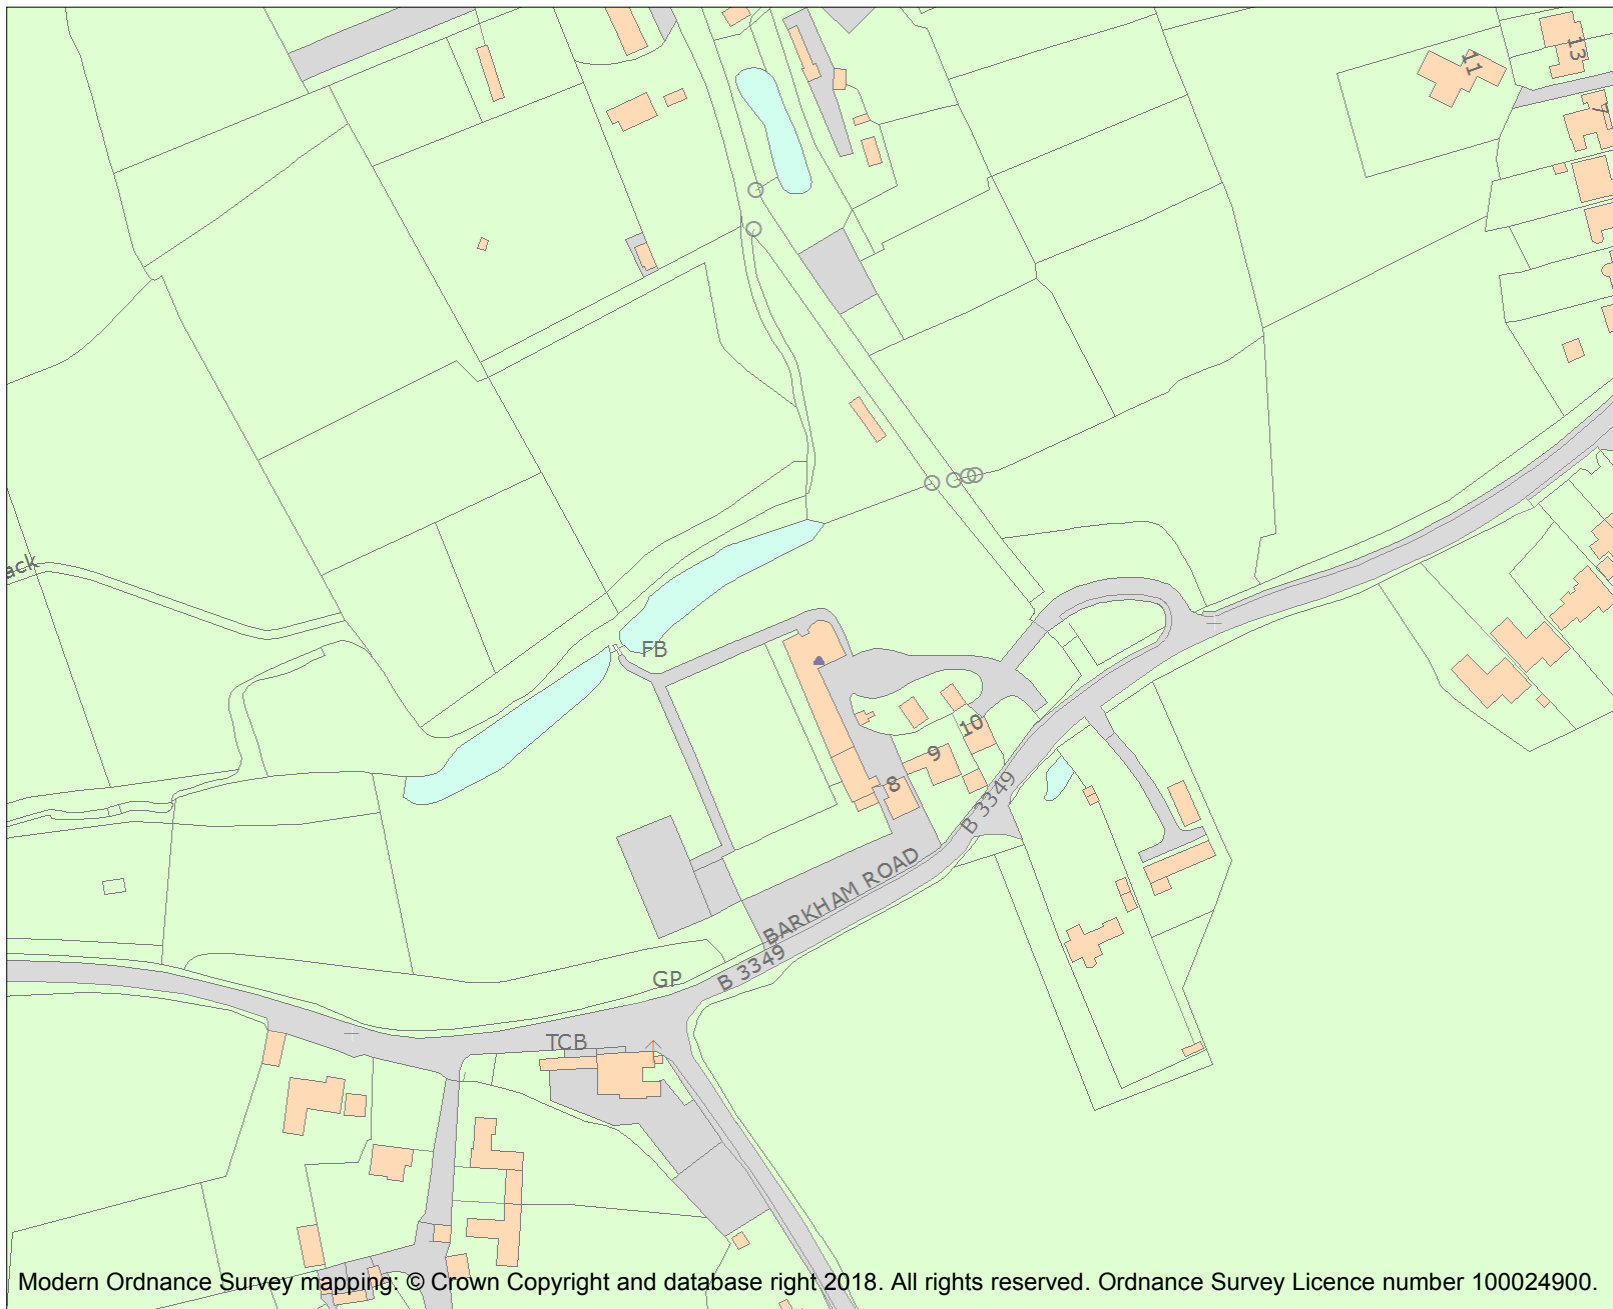 13
11
7
ack
FB
10
9
8
B 3349
BARKHAM ROAD
B 3349
GP
TCB
Modern Ordnance Survey mapping: © Crown Copyright and database right 2018. All rights reserved. Ordnance Survey Licence number 100024900.